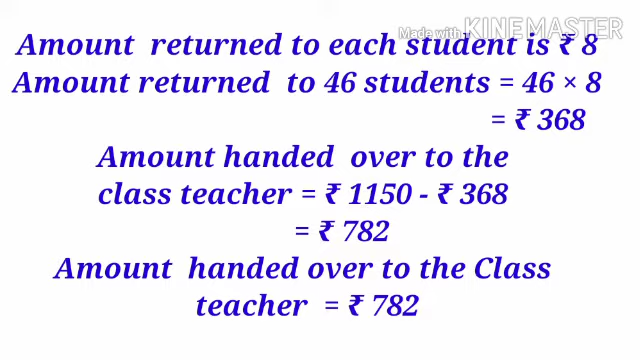 Made with KINEMASTER
Amount returned to each student is ₹ 8
Amount returned to 46 students = 46 × 8
= ₹ 368
Amount handed over to the
class teacher = ₹ 1150 - ₹ 368
= ₹ 782
Amount handed over to the Class
teacher = ₹ 782